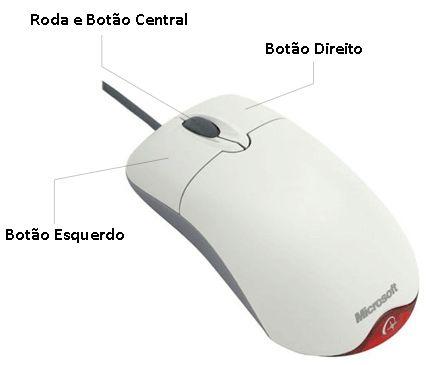 Roda e Botão Central
Botão Direito
Botão Esquerdo
Microsoft